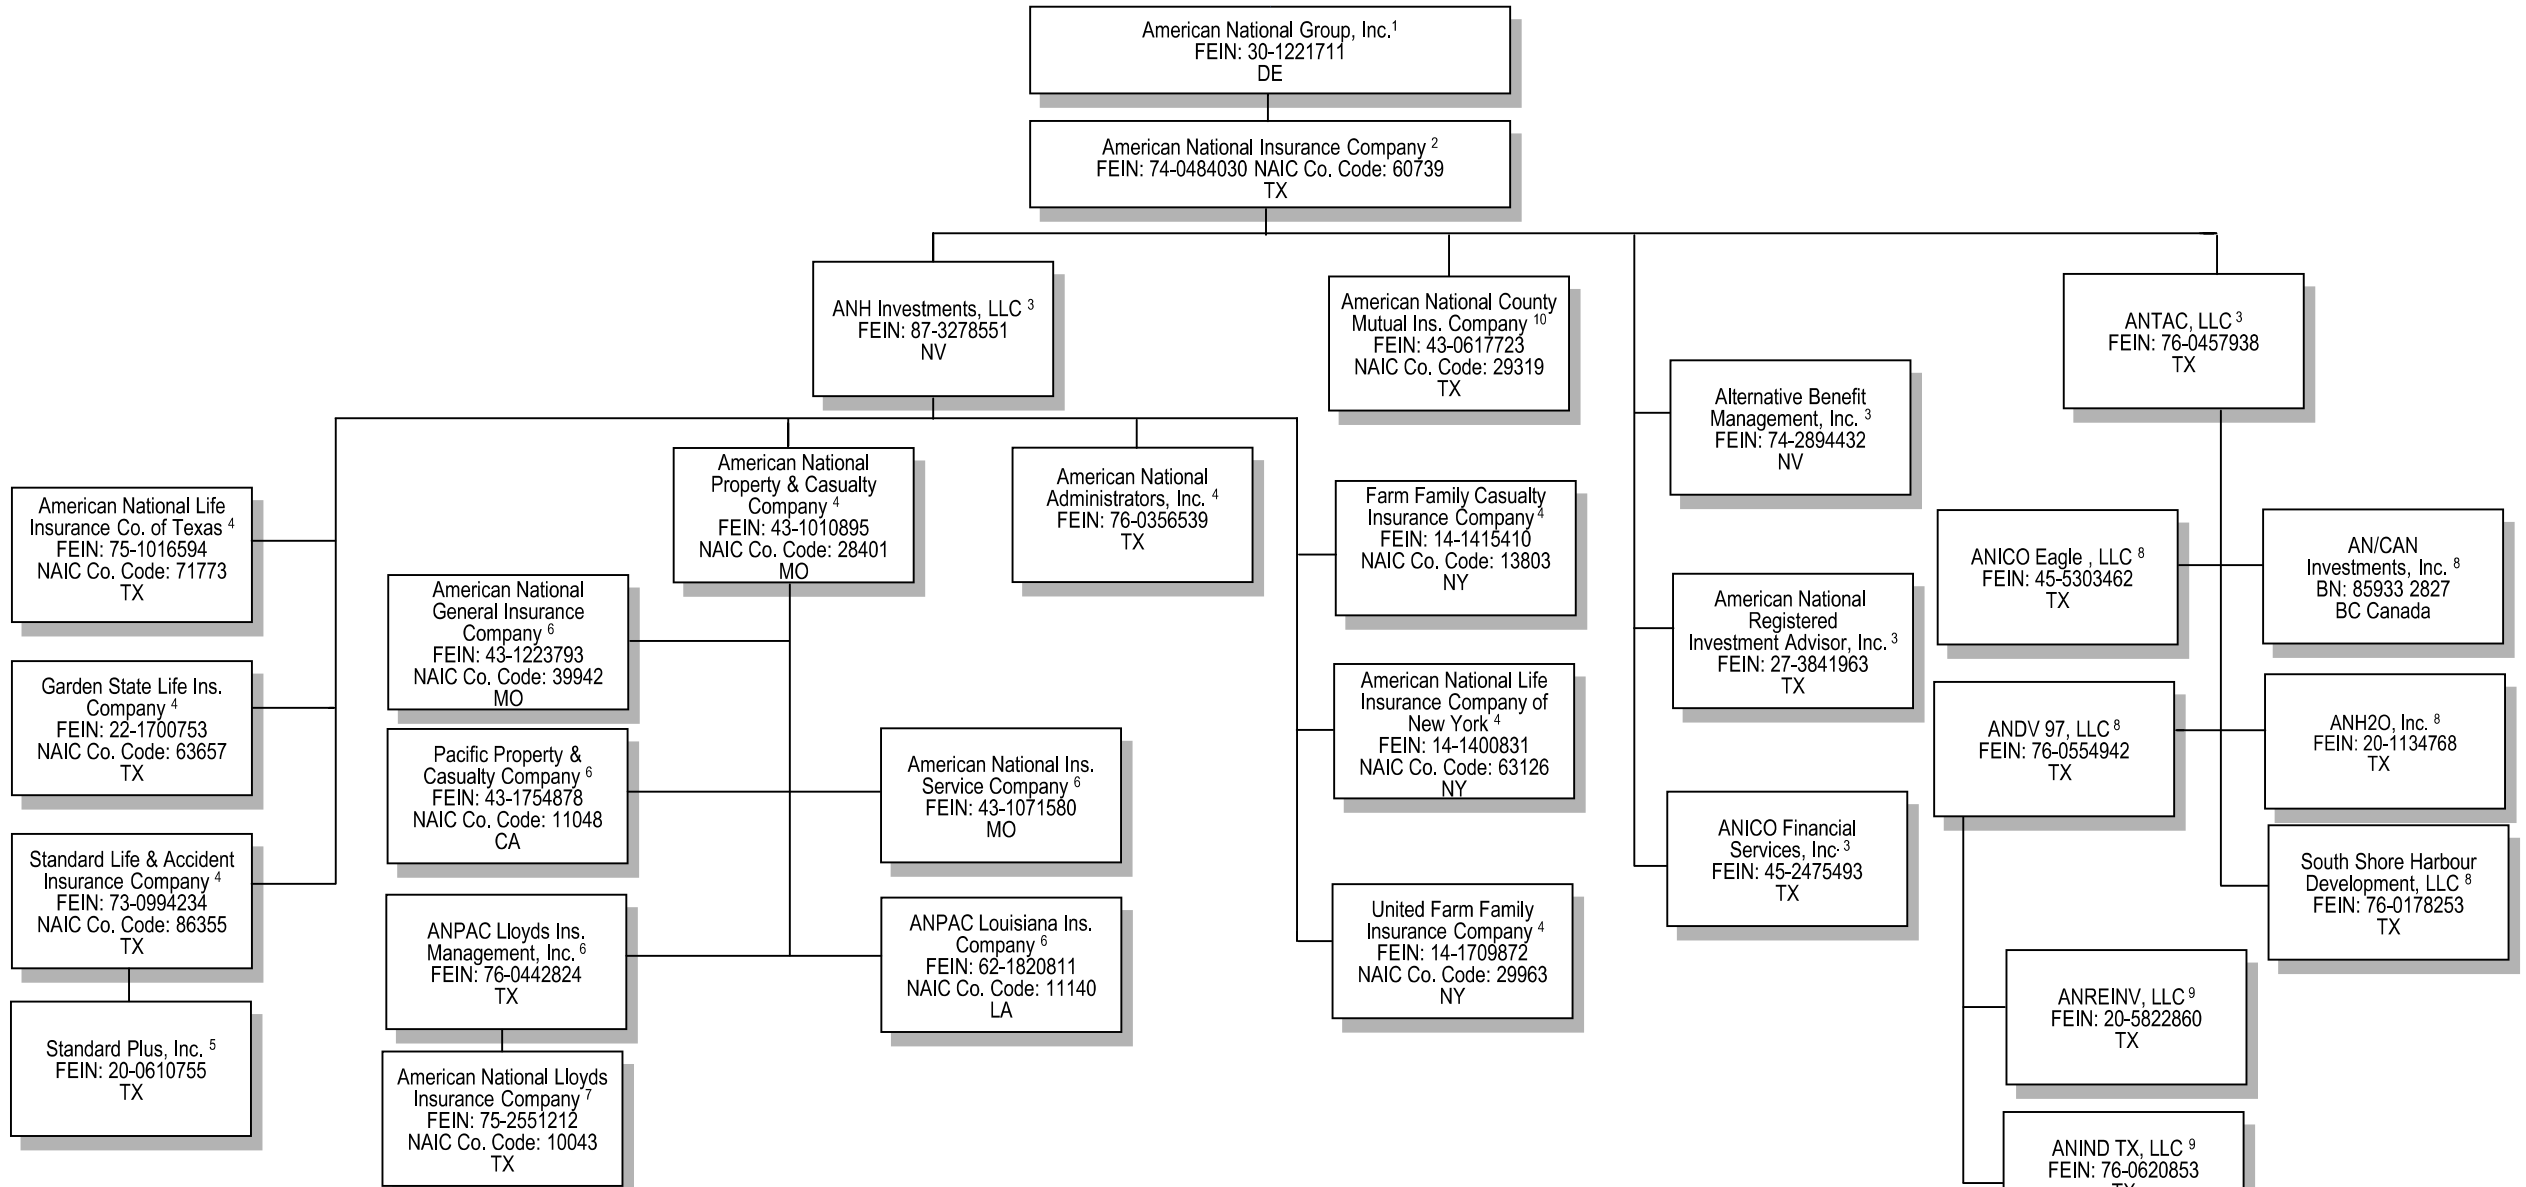 American National Group, Inc.1
FEIN: 30-1221711
DE
American National Insurance Company 2
FEIN: 74-0484030 NAIC Co. Code: 60739
TX
ANH Investments, LLC 3
FEIN: 87-3278551
NV
American National County
Mutual Ins. Company 10
FEIN: 43-0617723
NAIC Co. Code: 29319
TX
ANTAC, LLC 3
FEIN: 76-0457938
TX
Alternative Benefit
Management, Inc. 3
FEIN: 74-2894432
NV
American National Life
Insurance Co. of Texas 4
FEIN: 75-1016594
NAIC Co. Code: 71773
TX
American National
Property & Casualty
Company 4
FEIN: 43-1010895
NAIC Co. Code: 28401
MO
American National
Administrators, Inc. 4
FEIN: 76-0356539
TX
Farm Family Casualty
Insurance Company 4
FEIN: 14-1415410
NAIC Co. Code: 13803
NY
ANICO Eagle , LLC 8
FEIN: 45-5303462
TX
AN/CAN
Investments, Inc. 8
BN: 85933 2827
BC Canada
American National
General Insurance
Company 6
FEIN: 43-1223793
NAIC Co. Code: 39942
MO
American National
Registered
Investment Advisor, Inc. 3
FEIN: 27-3841963
TX
Garden State Life Ins.
Company 4
FEIN: 22-1700753
NAIC Co. Code: 63657
TX
American National Life
Insurance Company of
New York 4
FEIN: 14-1400831
NAIC Co. Code: 63126
NY
ANDV 97, LLC 8
FEIN: 76-0554942
TX
ANH2O, Inc. 8
FEIN: 20-1134768
TX
Pacific Property &
Casualty Company 6
FEIN: 43-1754878
NAIC Co. Code: 11048
CA
American National Ins.
Service Company 6
FEIN: 43-1071580
MO
ANICO Financial
Services, Inc. 3
FEIN: 45-2475493
TX
Standard Life & Accident
Insurance Company 4
FEIN: 73-0994234
NAIC Co. Code: 86355
TX
South Shore Harbour
Development, LLC 8
FEIN: 76-0178253
TX
ANPAC Lloyds Ins.
Management, Inc. 6
FEIN: 76-0442824
TX
ANPAC Louisiana Ins.
Company 6
FEIN: 62-1820811
NAIC Co. Code: 11140
LA
United Farm Family
Insurance Company 4
FEIN: 14-1709872
NAIC Co. Code: 29963
NY
ANREINV, LLC 9
FEIN: 20-5822860
TX
Standard Plus, Inc. 5
FEIN: 20-0610755
TX
American National Lloyds
Insurance Company 7
FEIN: 75-2551212
NAIC Co. Code: 10043
TX
ANIND TX, LLC 9
FEIN: 76-0620853
TX